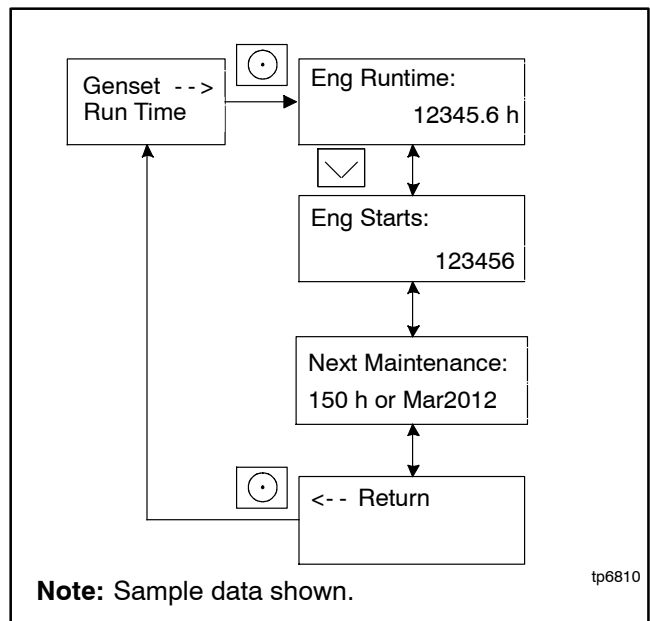 Genset - ->
Run Time
Eng Runtime:
12345.6 h
Eng Starts:
123456
Next Maintenance:
150 h or Mar2012
<- - Return
Note: Sample data shown.
tp6810